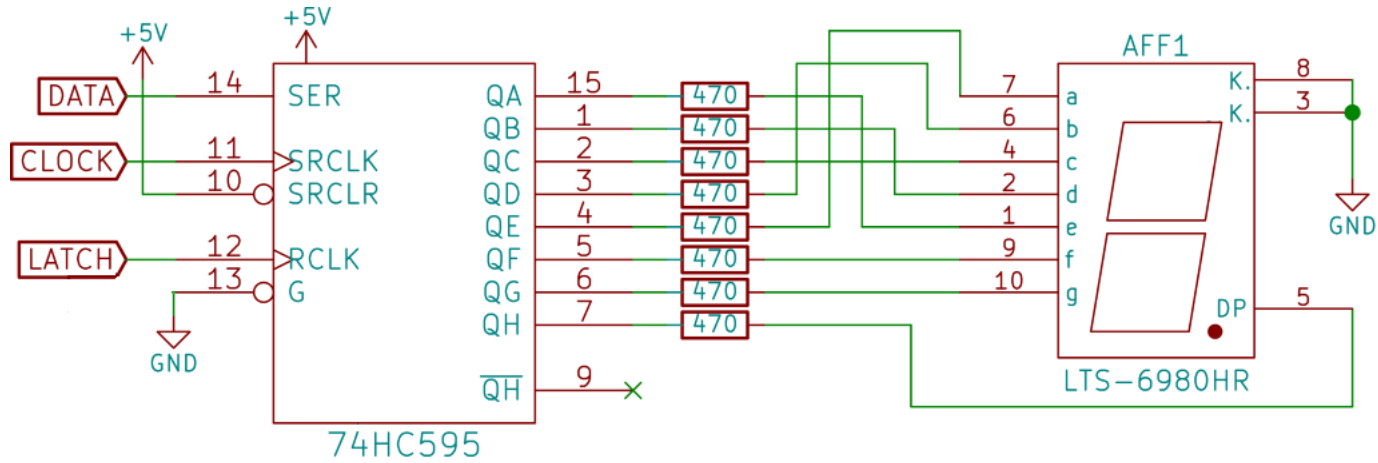 +5V
+5V
DATA
14
SER
QA
15
470
7
a
AFF1
K.
8
QB
1
470
6
b
K.
3
CLOCK
11
SRCLK
QC
2
470
4
c
10
SRCLR
QD
3
470
2
d
GND
QE
4
470
1
e
LATCH
12
RCLK
QF
5
470
9
f
13
G
QG
6
470
10
g
GND
QH
7
470
DP
5
QH
9
LTS-6980HR
74HC595